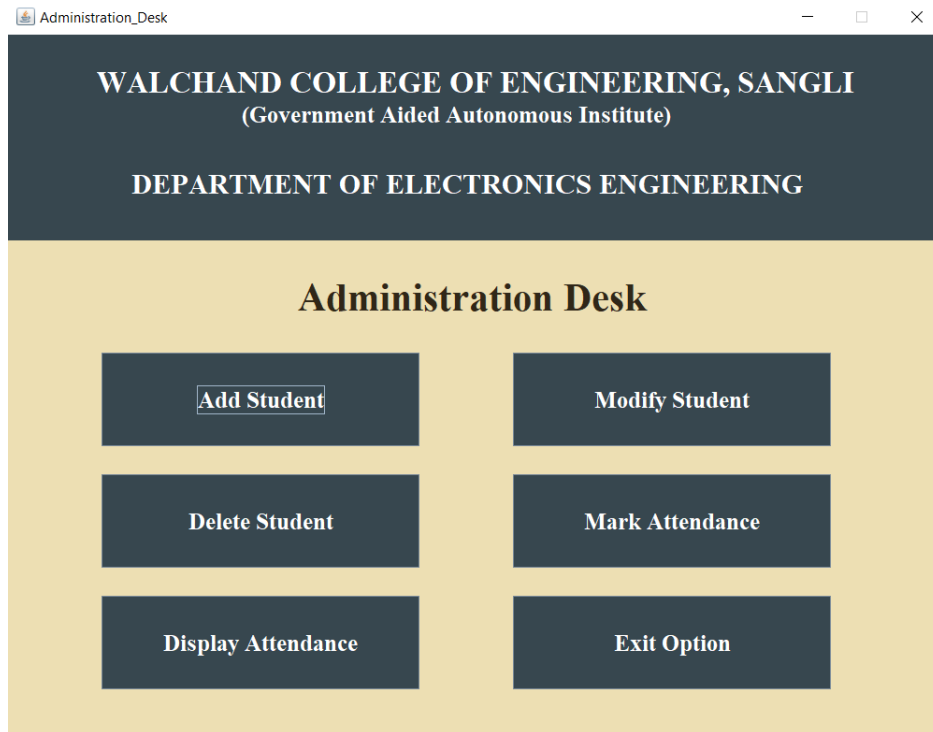 Administration_Desk
WALCHAND COLLEGE OF ENGINEERING, SANGLI
(Government Aided Autonomous Institute)
DEPARTMENT OF ELECTRONICS ENGINEERING
Administration Desk
Add Student
Modify Student
Delete Student
Mark Attendance
Display Attendance
Exit Option